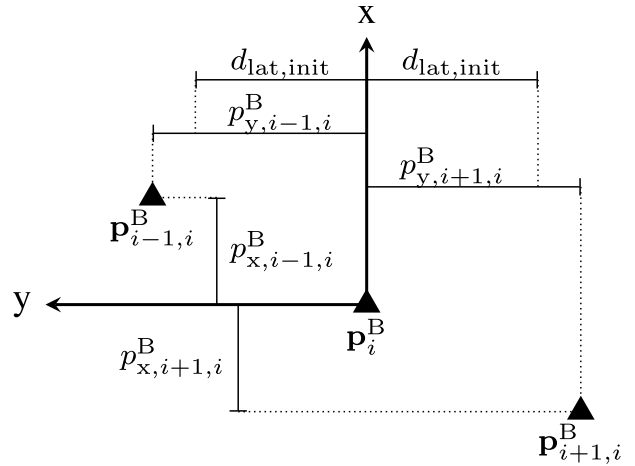 x
d_lat,init d_lat,init
p^B_y,i−1,i
p^B_y,i+1,i
𝐩^B_i−1,i
p^B_x,i−1,i
y
𝐩^B_i
p^B_x,i+1,i
𝐩^B_i+1,i